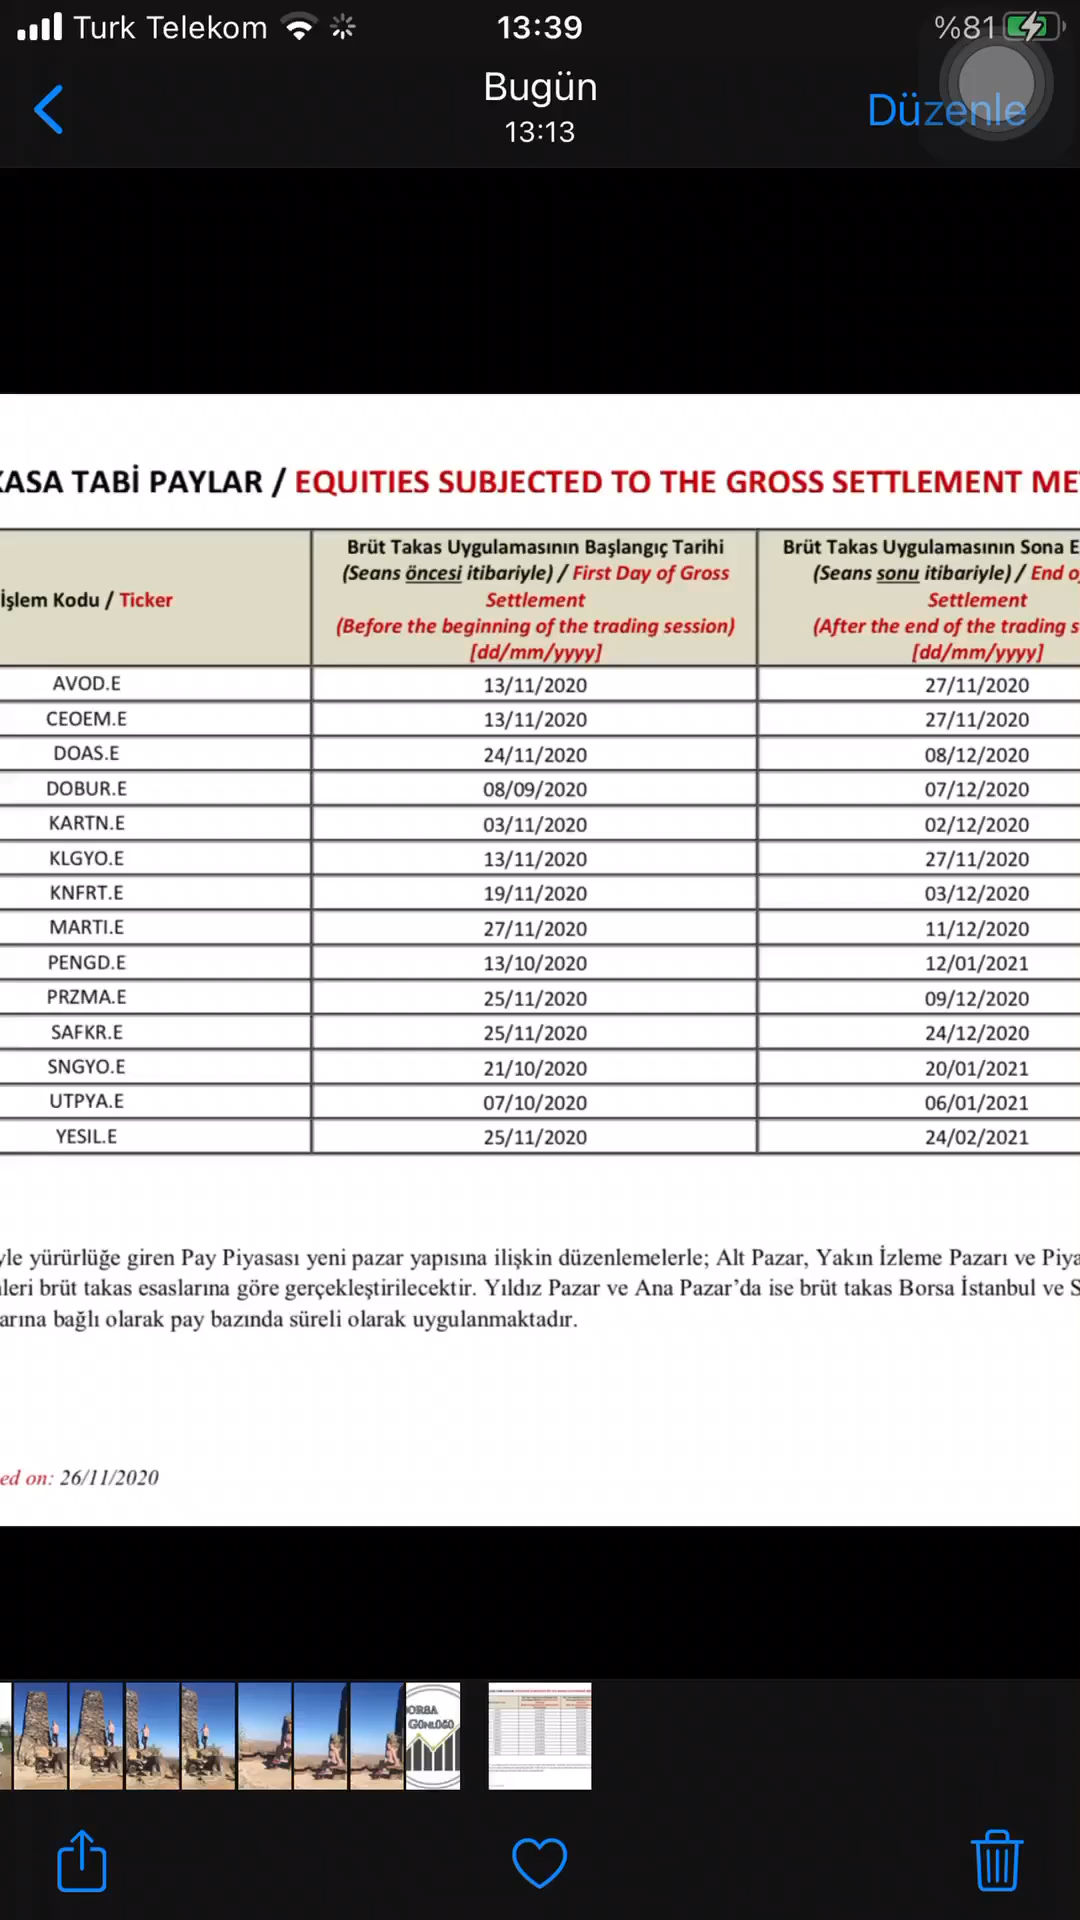 Turk Telekom
13:39
%81
Bugün
13:13
Düzenle
KASA TABİ PAYLAR / EQUITIES SUBJECTED TO THE GROSS SETTLEMENT ME
İşlem Kodu / Ticker
Brüt Takas Uygulamasının Başlangıç Tarihi
(Seans öncesi itibariyle) / First Day of Gross
Settlement
(Before the beginning of the trading session)
[dd/mm/yyyy]
Brüt Takas Uygulamasının Sona E
(Seans sonu itibariyle) / End o
Settlement
(After the end of the trading s
[dd/mm/yyyy]
AVOD.E 13/11/2020 27/11/2020
CEOEM.E 13/11/2020 27/11/2020
DOAS.E 24/11/2020 08/12/2020
DOBUR.E 08/09/2020 07/12/2020
KARTN.E 03/11/2020 02/12/2020
KLGYO.E 13/11/2020 27/11/2020
KNFRT.E 19/11/2020 03/12/2020
MARTI.E 27/11/2020 11/12/2020
PENGD.E 13/10/2020 12/01/2021
PRZMA.E 25/11/2020 09/12/2020
SAFKR.E 25/11/2020 24/12/2020
SNGYO.E 21/10/2020 20/01/2021
UTPYA.E 07/10/2020 06/01/2021
YESIL.E 25/11/2020 24/02/2021
yle yürürlüğe giren Pay Piyasası yeni pazar yapısına ilişkin düzenlemelerle; Alt Pazar, Yakın İzleme Pazarı ve Piya
leri brüt takas esaslarına göre gerçekleştirilecektir. Yıldız Pazar ve Ana Pazar'da ise brüt takas Borsa İstanbul ve S
arına bağlı olarak pay bazında süreli olarak uygulanmaktadır.
ed on: 26/11/2020
ORSA
GÜNLÜĞÜ